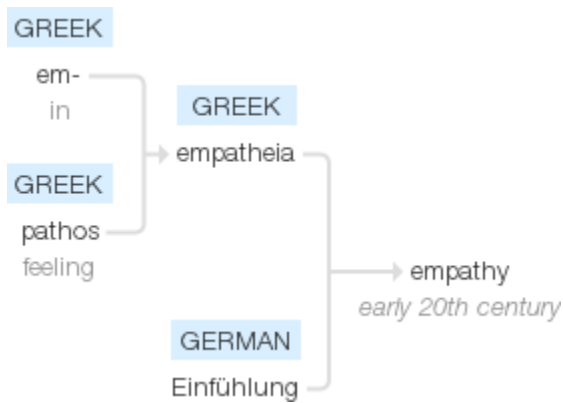 GREEK
em-
in
GREEK
empatheia
GREEK
pathos
feeling
empathy
early 20th century
GERMAN
Einfühlung